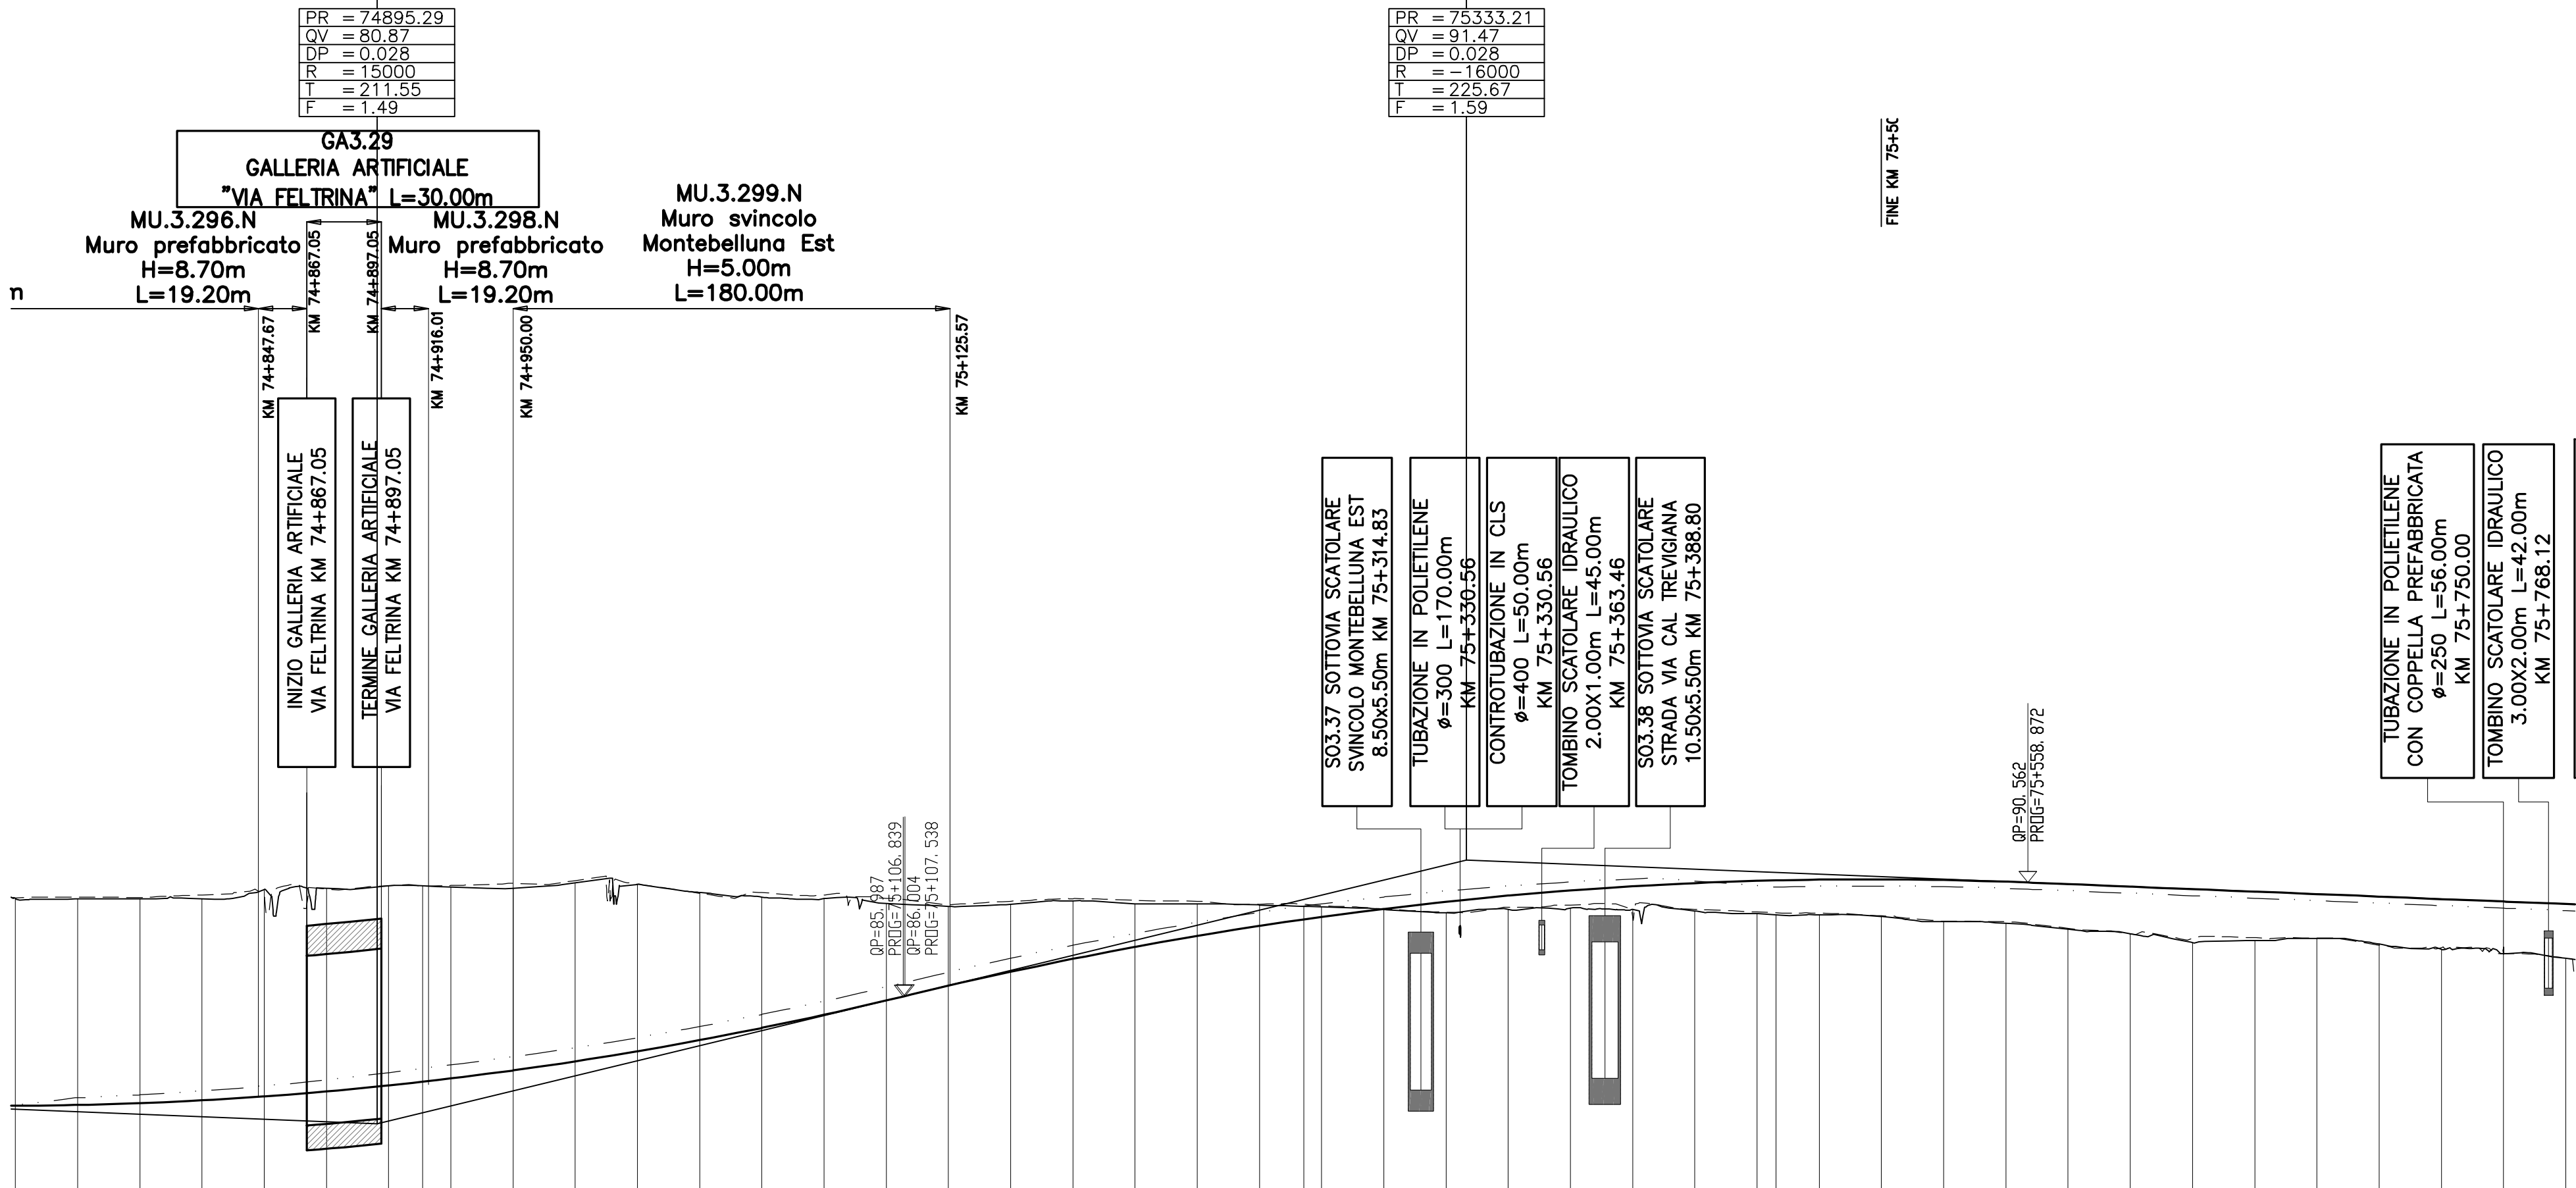 PR = 74895.29
QV = 80.87
DP = 0.028
R = 15000
T = 211.55
F = 1.49
PR = 75333.21
QV = 91.47
DP = 0.028
R = -16000
T = 225.67
F = 1.59
GA3.29
GALLERIA ARTIFICIALE
"VIA FELTRINA" L=30.00m
MU.3.296.N
Muro prefabbricato
H=8.70m
L=19.20m
MU.3.298.N
Muro prefabbricato
H=8.70m
L=19.20m
MU.3.299.N
Muro svincolo
Montebelluna Est
H=5.00m
L=180.00m
KM 74+847.67
KM 74+867.05
KM 74+897.05
KM 74+916.01
KM 74+950.00
KM 75+125.57
FINE KM 75+50
INIZIO GALLERIA ARTIFICIALE
VIA FELTRINA KM 74+867.05
TERMINE GALLERIA ARTIFICIALE
VIA FELTRINA KM 74+897.05
QP=85.987
PROG=75+106.839
QP=86.004
PROG=75+107.538
SO3.37 SOTTOVIA SCATOLARE
SVINCOLO MONTEBELLUNA EST
8.50x5.50m KM 75+314.83
TUBAZIONE IN POLIETILENE
ø=300 L=170.00m
KM 75+330.56
CONTROTUBAZIONE IN CLS
ø=400 L=50.00m
KM 75+330.56
TOMBINO SCATOLARE IDRAULICO
2.00X1.00m L=45.00m
KM 75+363.46
SO3.38 SOTTOVIA SCATOLARE
STRADA VIA CAL TREVIGIANA
10.50x5.50m KM 75+388.80
QP=90.562
PROG=75+558.872
TUBAZIONE IN POLIETILENE
CON COPPELLA PREFABBRICATA
ø=250 L=56.00m
KM 75+750.00
TOMBINO SCATOLARE IDRAULICO
3.00X2.00m L=42.00m
KM 75+768.12